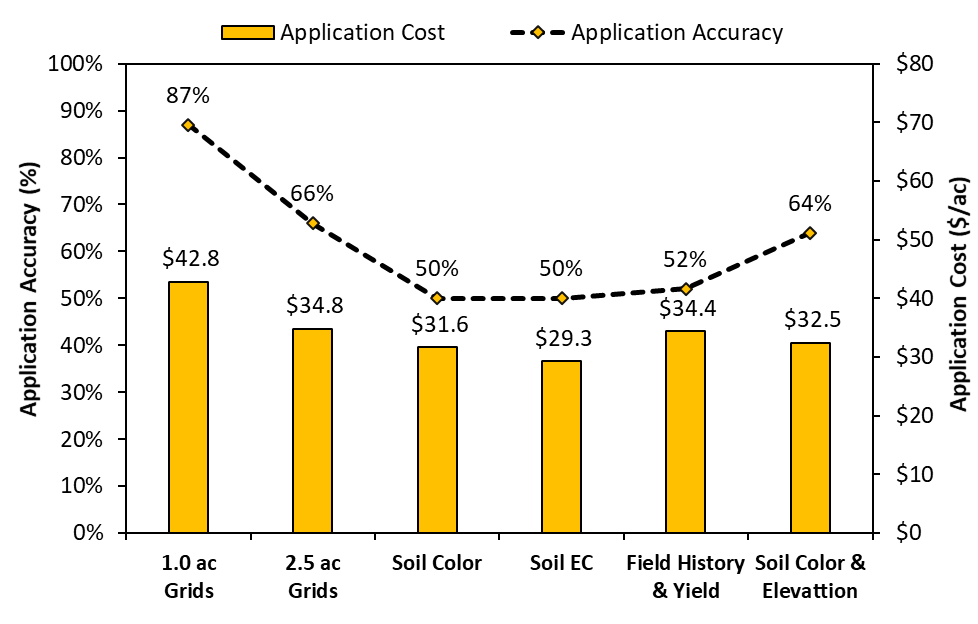 Application Cost
Application Accuracy
100%
90%
80%
70%
60%
50%
40%
30%
20%
10%
0%
Application Accuracy (%)
$80
$70
$60
$50
$40
$30
$20
$10
$0
Application Cost ($/ac)
87%
66%
50%
50%
52%
64%
$42.8
$34.8
$31.6
$29.3
$34.4
$32.5
1.0 ac
Grids
2.5 ac
Grids
Soil Color
Soil EC
Field History
& Yield
Soil Color &
Elevattion